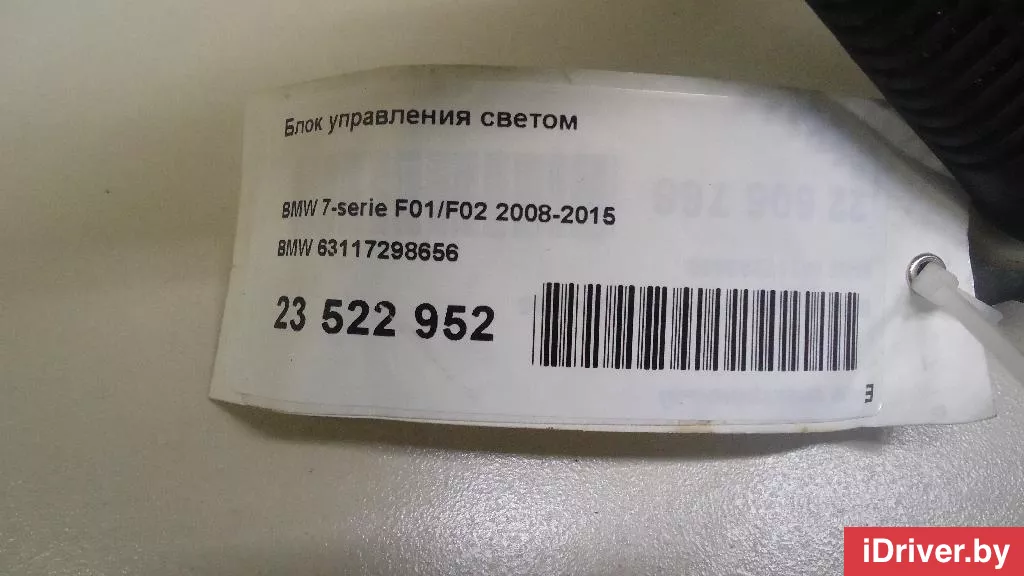 Блок управления светом
BMW 7-serie F01/F02 2008-2015
BMW 63117298656
23 522 952
E
iDriver.by